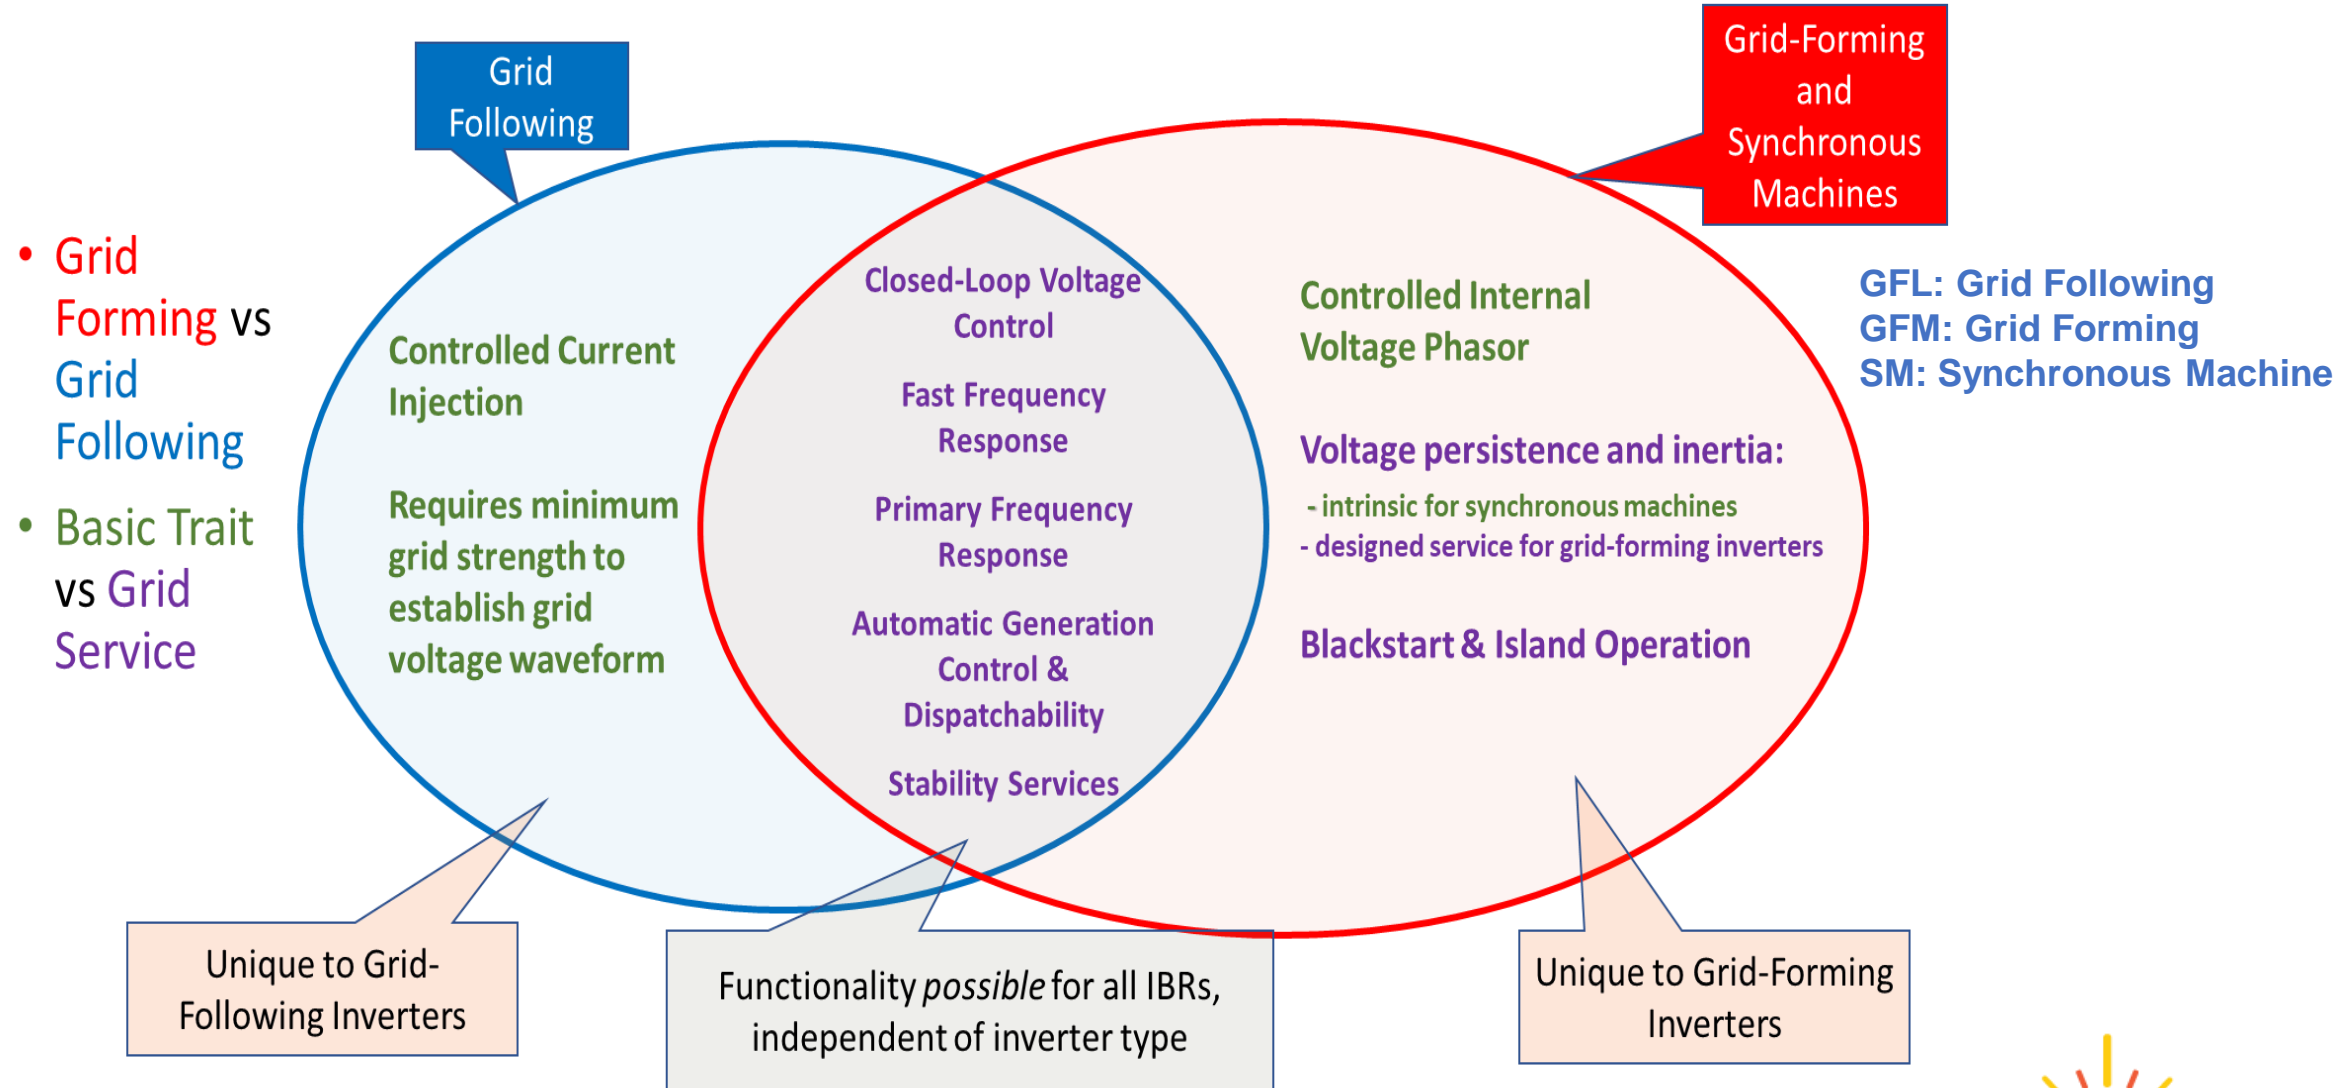 Grid
Following
Grid-Forming
and
Synchronous
Machines
• Grid
Forming vs
Grid
Following
• Basic Trait
vs Grid
Service
Controlled Current
Injection
Requires minimum
grid strength to
establish grid
voltage waveform
Closed-Loop Voltage
Control
Fast Frequency
Response
Primary Frequency
Response
Automatic Generation
Control &
Dispatchability
Stability Services
Controlled Internal
Voltage Phasor
Voltage persistence and inertia:
- intrinsic for synchronous machines
- designed service for grid-forming inverters
Blackstart & Island Operation
GFL: Grid Following
GFM: Grid Forming
SM: Synchronous Machine
Unique to Grid-
Following Inverters
Functionality possible for all IBRs,
independent of inverter type
Unique to Grid-Forming
Inverters